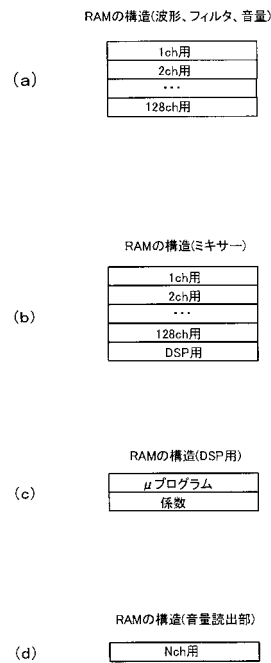 RAMの構造(波形、フィルタ、音量)
(a)
1ch用
2ch用
･･･
128ch用
RAMの構造(ミキサー)
(b)
1ch用
2ch用
･･･
128ch用
DSP用
RAMの構造(DSP用)
(c)
μプログラム
係数
RAMの構造(音量読出部)
(d)
Nch用